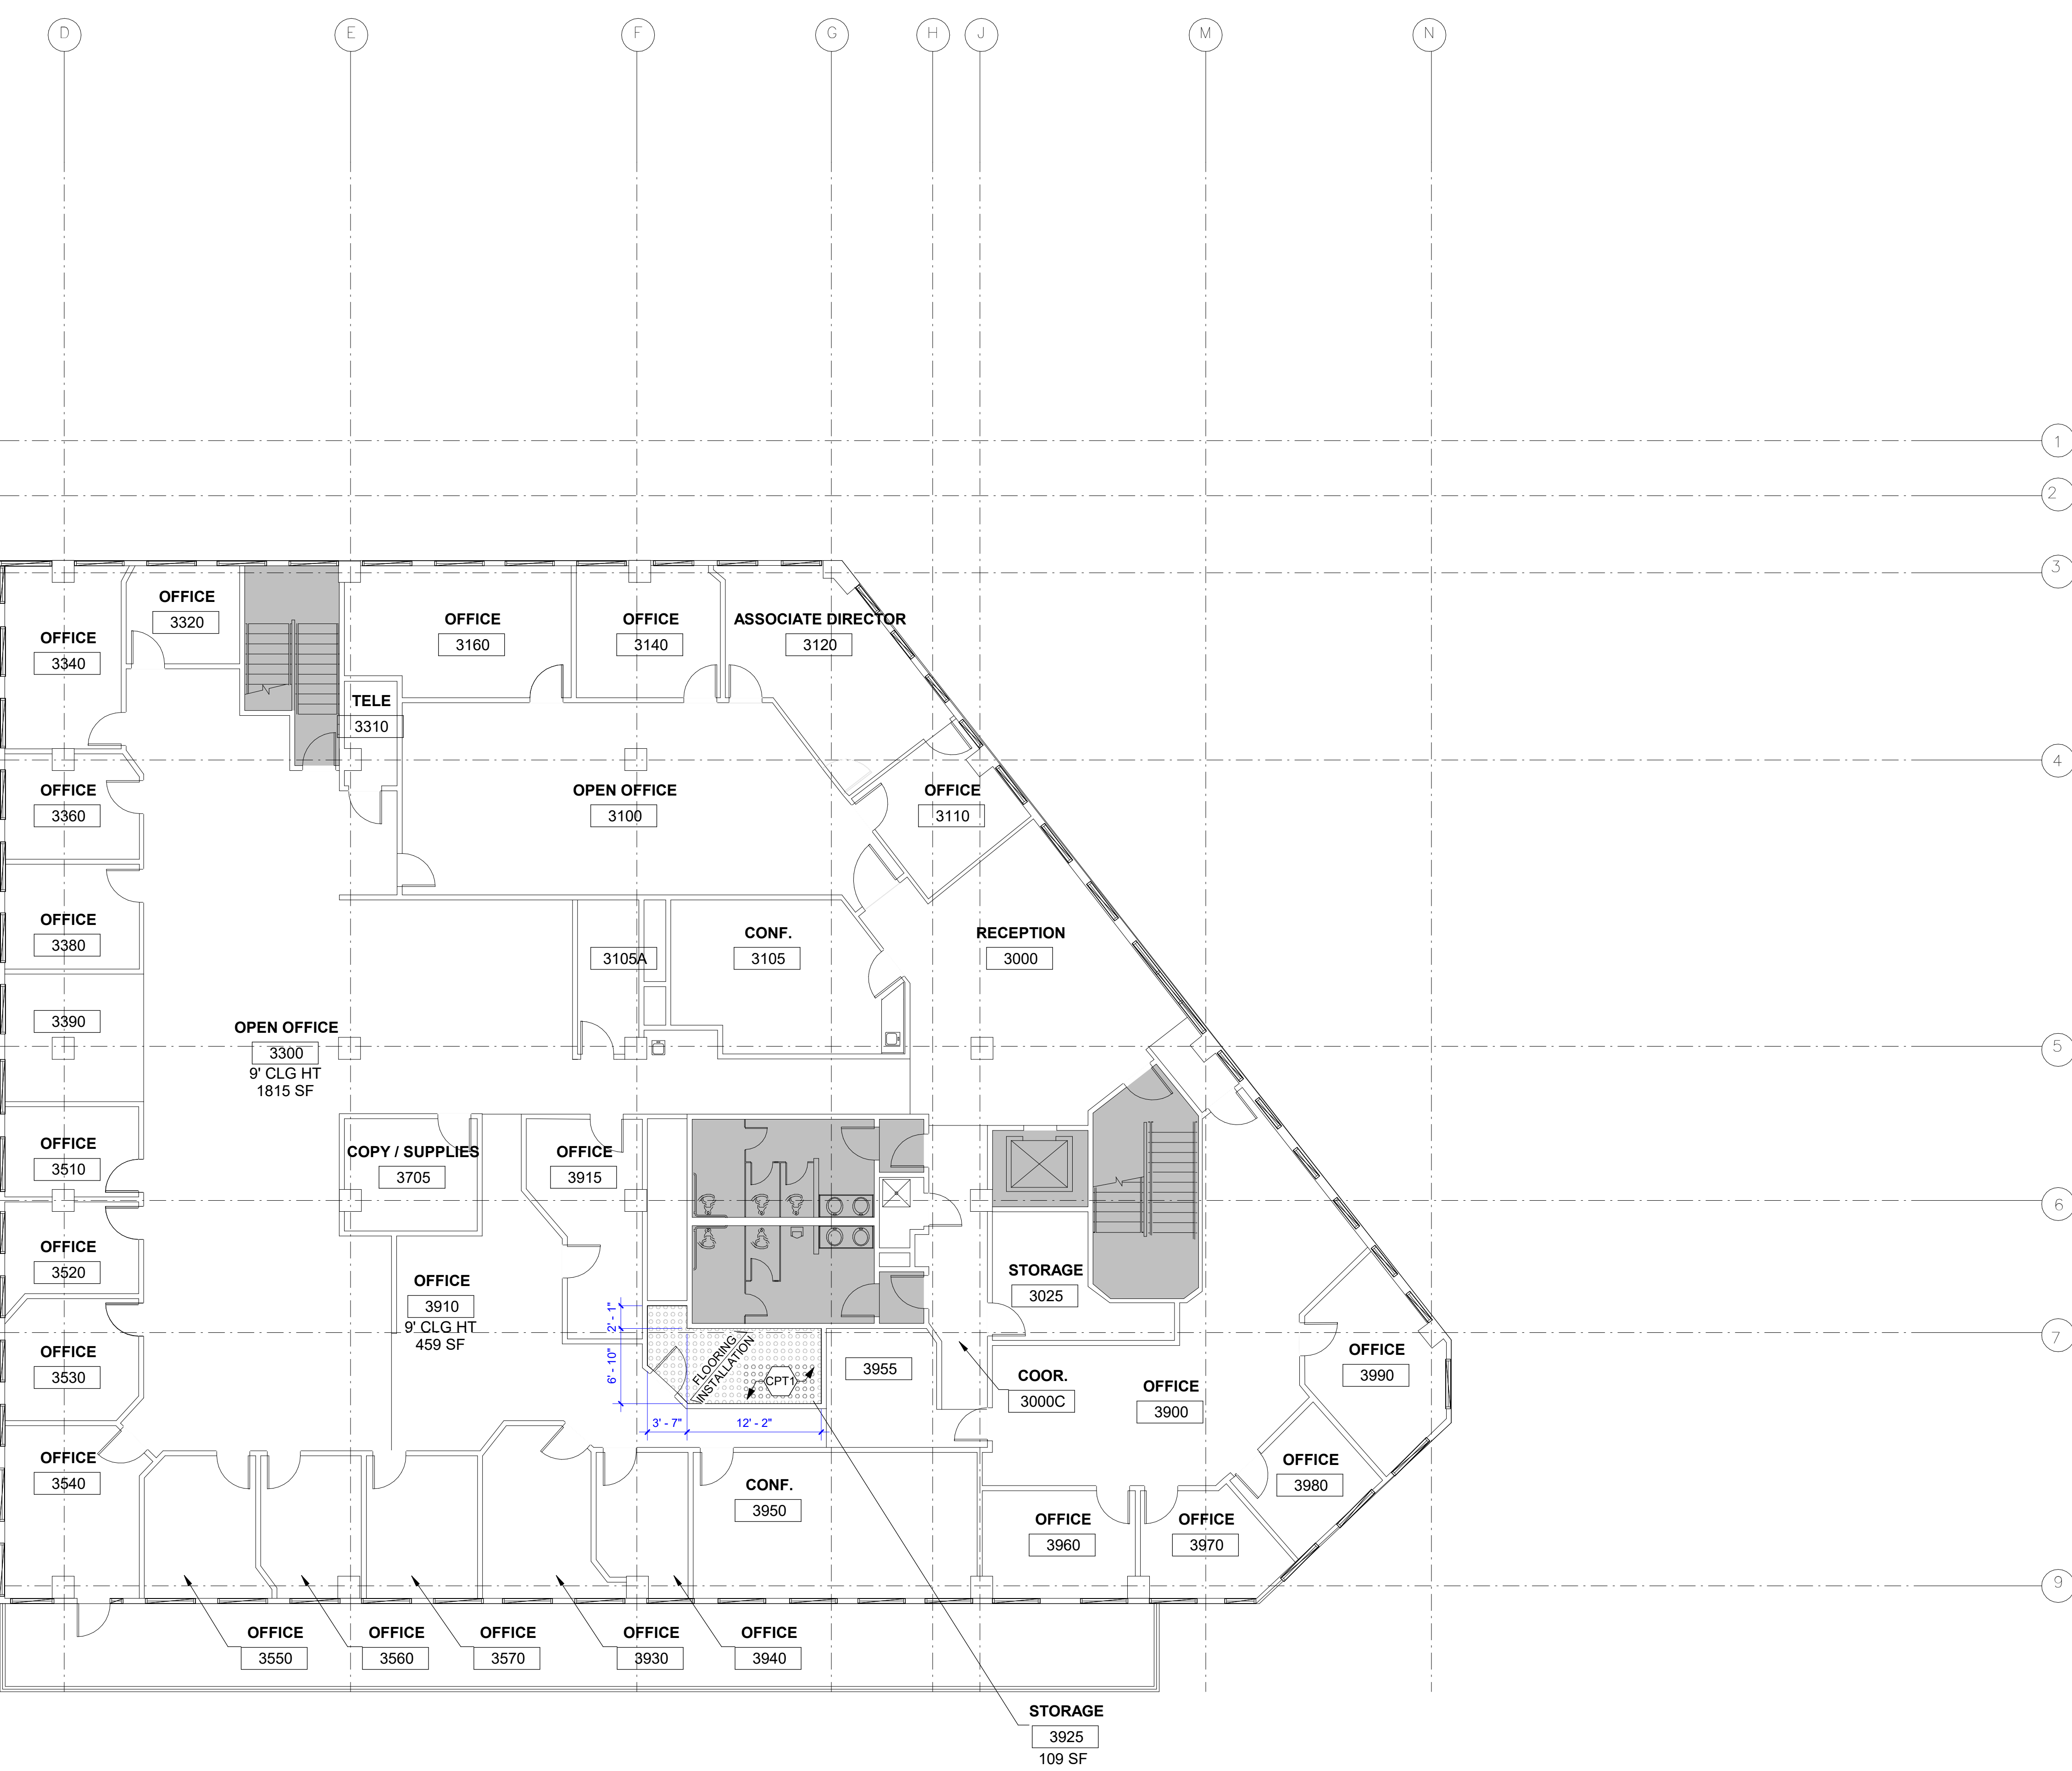 D
E
F
G
H
J
M
N
1
2
3
OFFICE
3320
OFFICE
3340
OFFICE
3160
OFFICE
3140
ASSOCIATE DIRECTOR
3120
TELE
3310
4
OFFICE
3360
OPEN OFFICE
3100
OFFICE
3110
OFFICE
3380
3105A
CONF.
3105
RECEPTION
3000
3390
OPEN OFFICE
3300
9' CLG HT
1815 SF
5
OFFICE
3510
COPY / SUPPLIES
3705
OFFICE
3915
6
OFFICE
3520
OFFICE
3910
9' CLG HT
459 SF
STORAGE
3025
2' - 1"
6' - 10"
FLOORING
INSTALLATION
CPT1
3' - 7"
12' - 2"
7
OFFICE
3530
3955
COOR.
3000C
OFFICE
3900
OFFICE
3990
OFFICE
3540
CONF.
3950
OFFICE
3980
OFFICE
3960
OFFICE
3970
9
OFFICE
3550
OFFICE
3560
OFFICE
3570
OFFICE
3930
OFFICE
3940
STORAGE
3925
109 SF